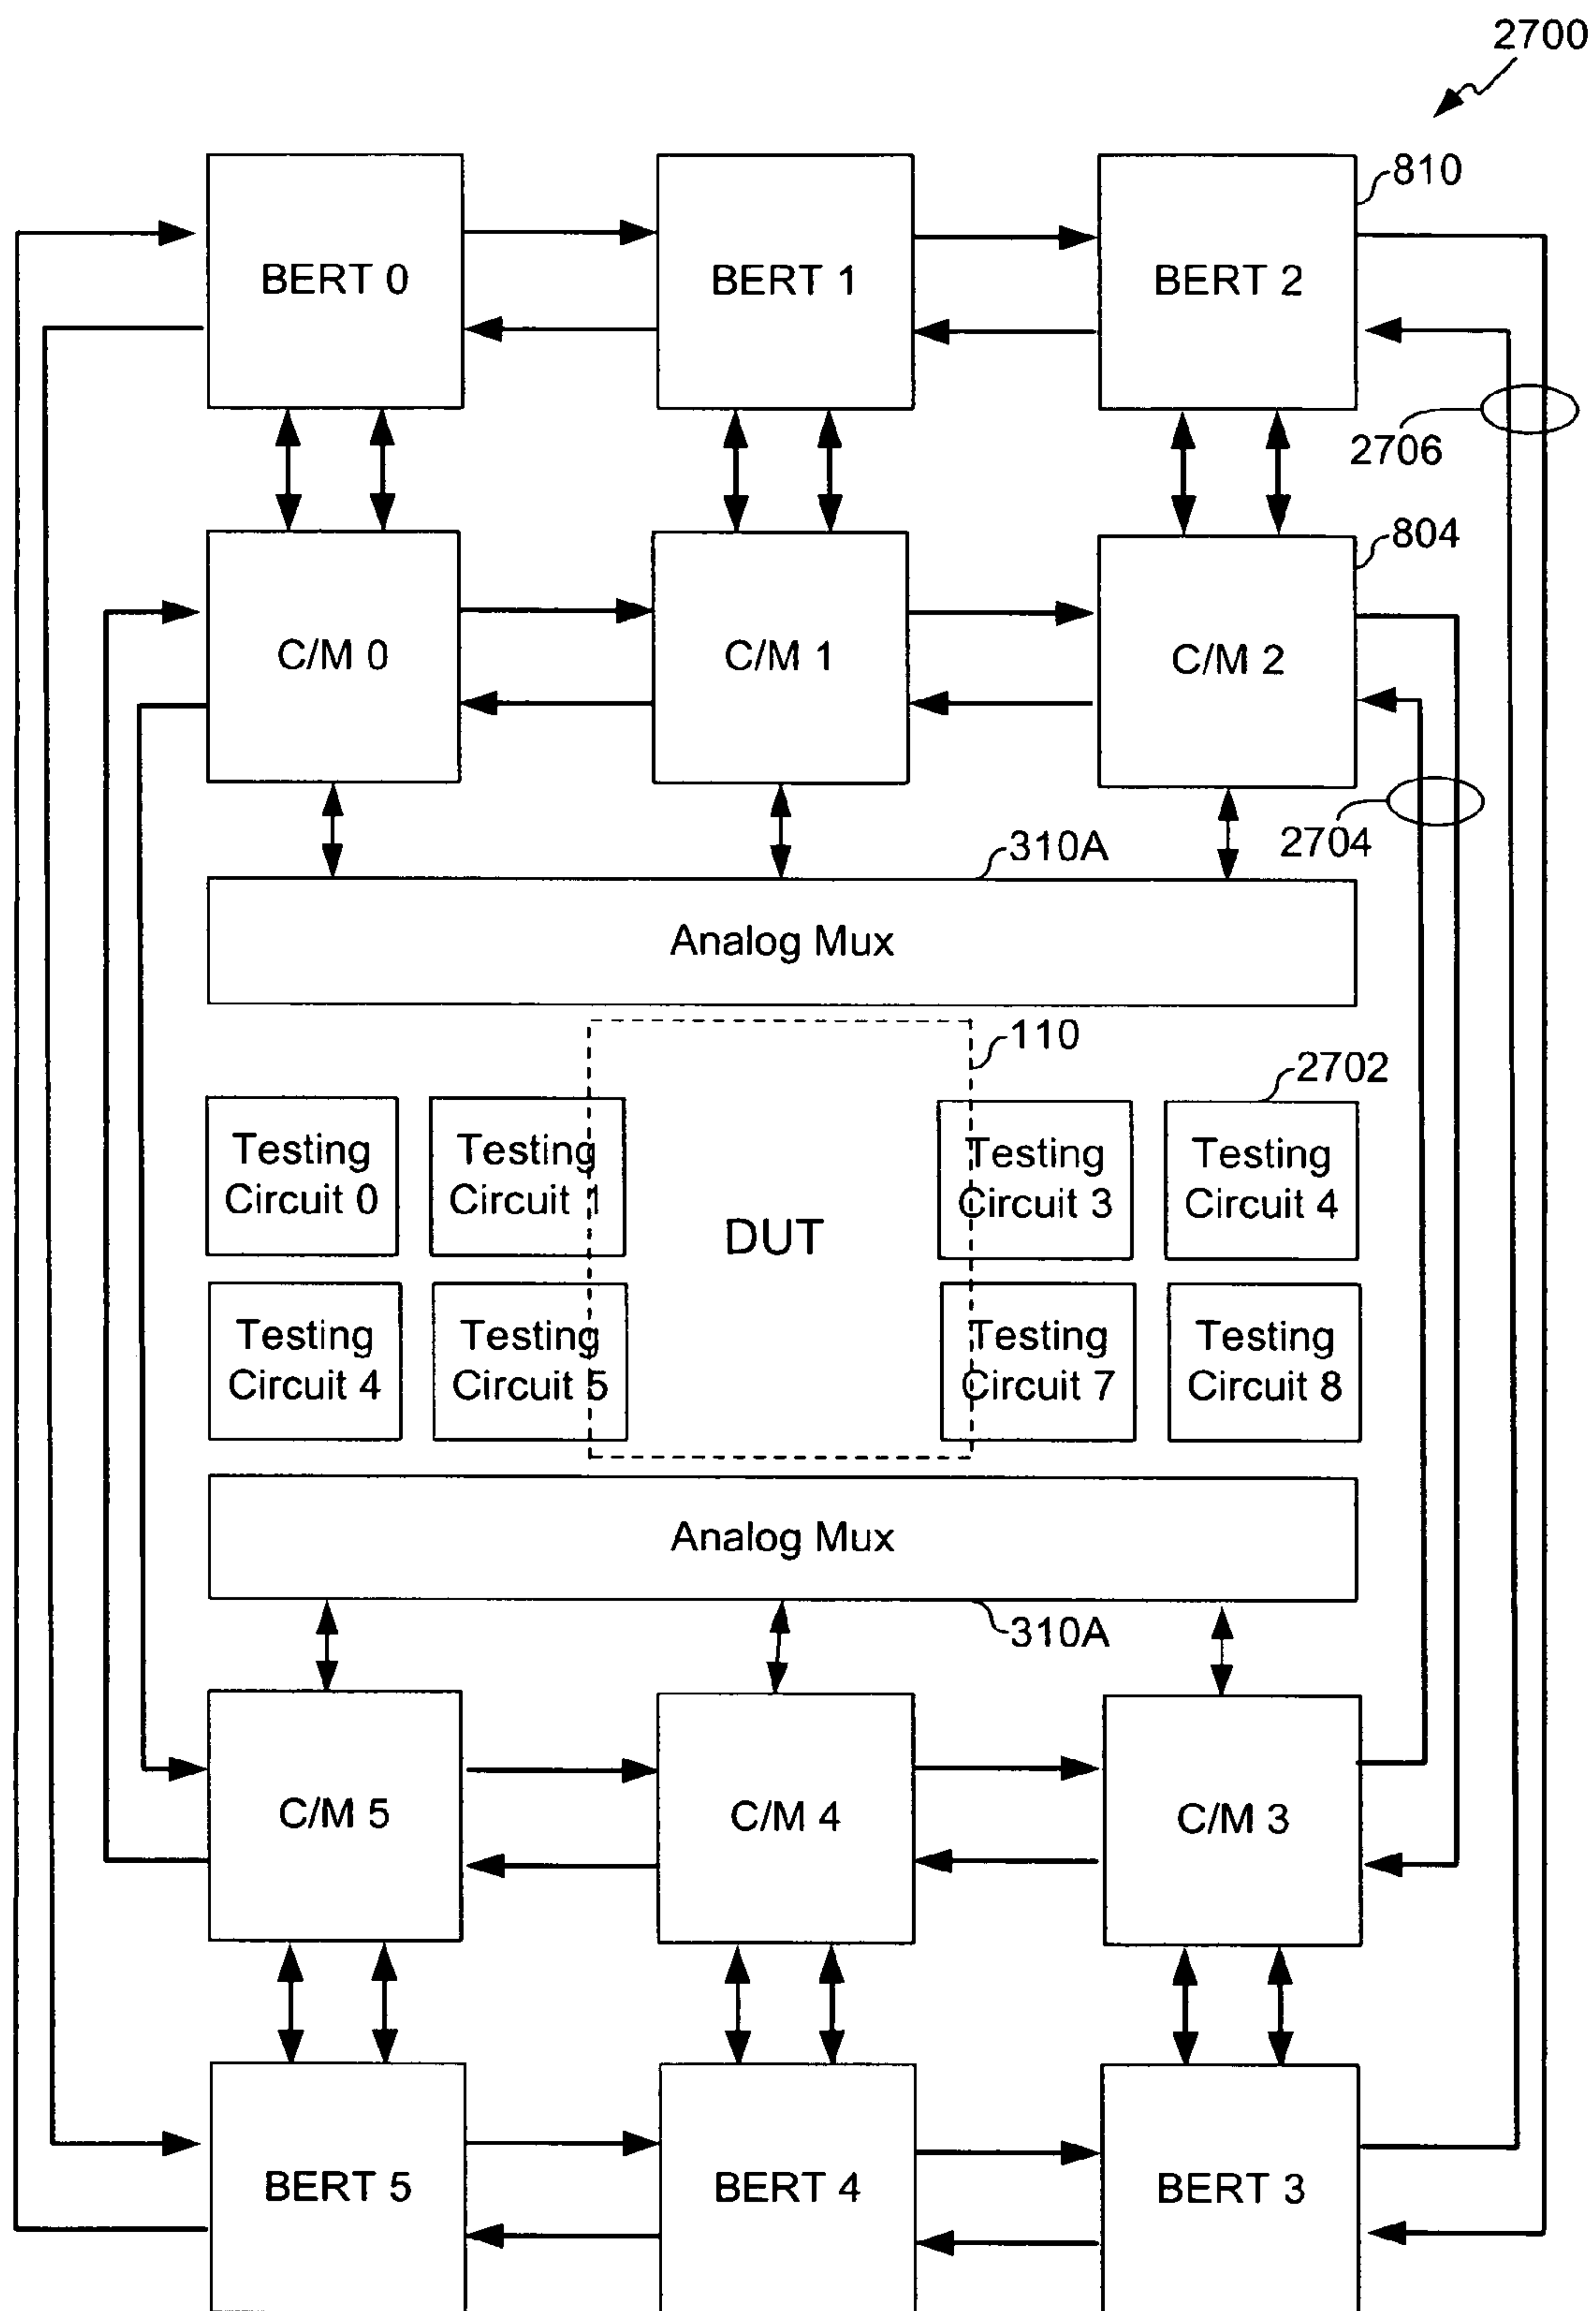 2700
810
BERT 0
BERT 1
BERT 2
2706
804
C/M 0
C/M 1
C/M 2
2704
310A
Analog Mux
110
2702
Testing
Circuit 0
Testing
Circuit 1
DUT
Testing
Circuit 3
Testing
Circuit 4
Testing
Circuit 4
Testing
Circuit 5
Testing
Circuit 7
Testing
Circuit 8
Analog Mux
310A
C/M 5
C/M 4
C/M 3
BERT 5
BERT 4
BERT 3